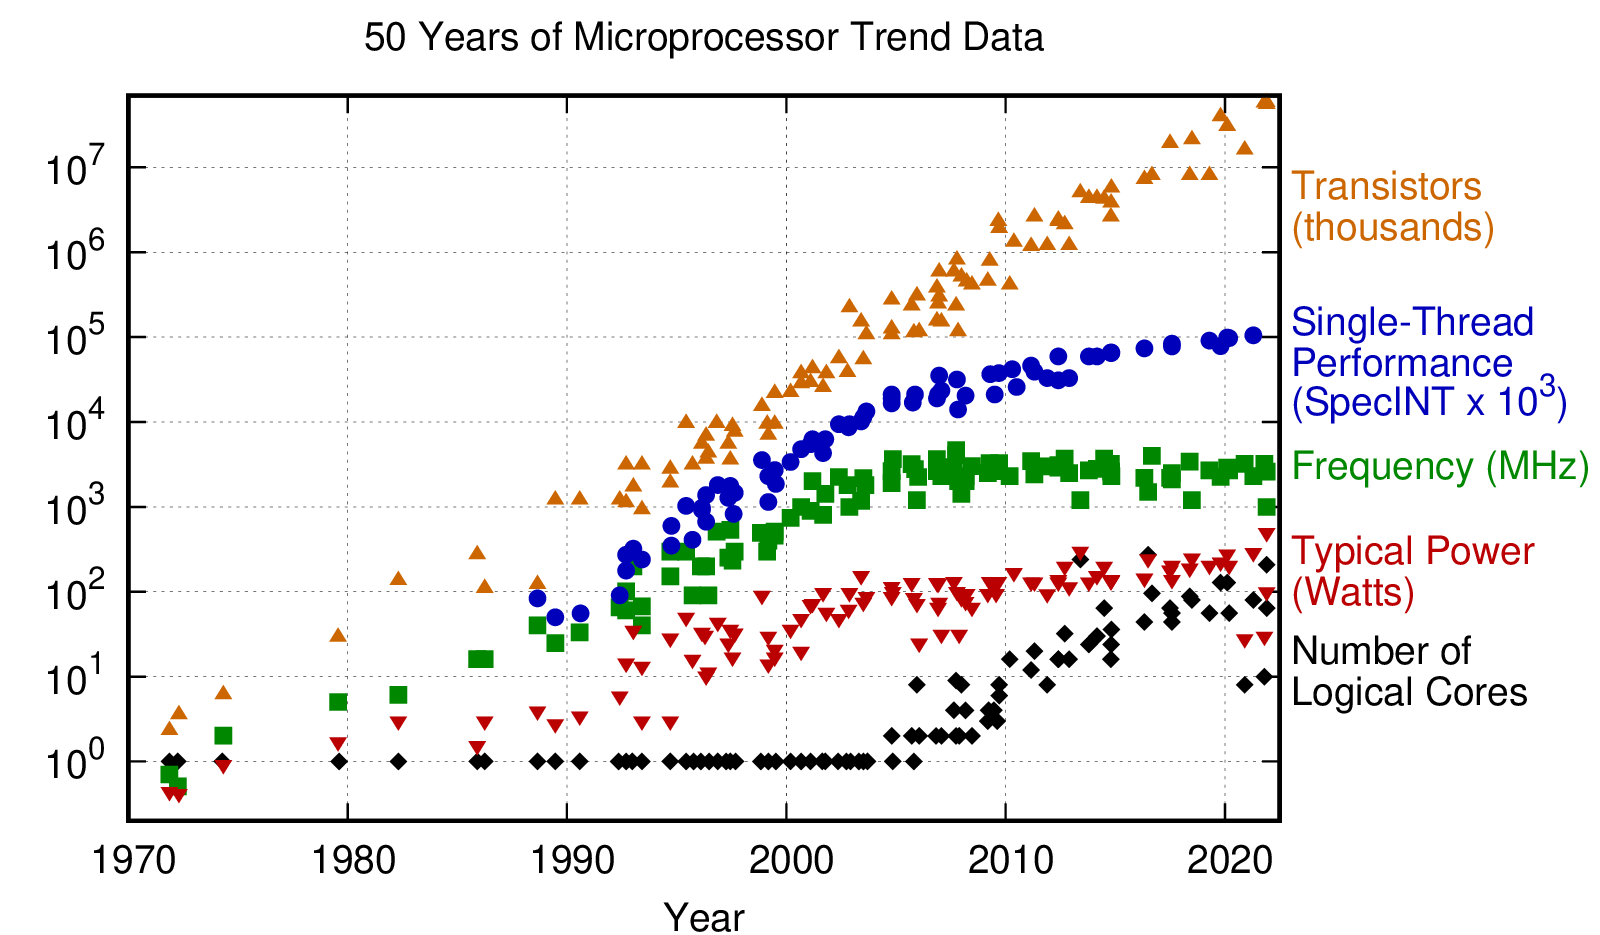 50 Years of Microprocessor Trend Data
10^7
10^6
10^5
10^4
10^3
10^2
10^1
10^0
Transistors
(thousands)
Single-Thread
Performance
(SpecINT x 10^3)
Frequency (MHz)
Typical Power
(Watts)
Number of
Logical Cores
1970 1980 1990 2000 2010 2020
Year